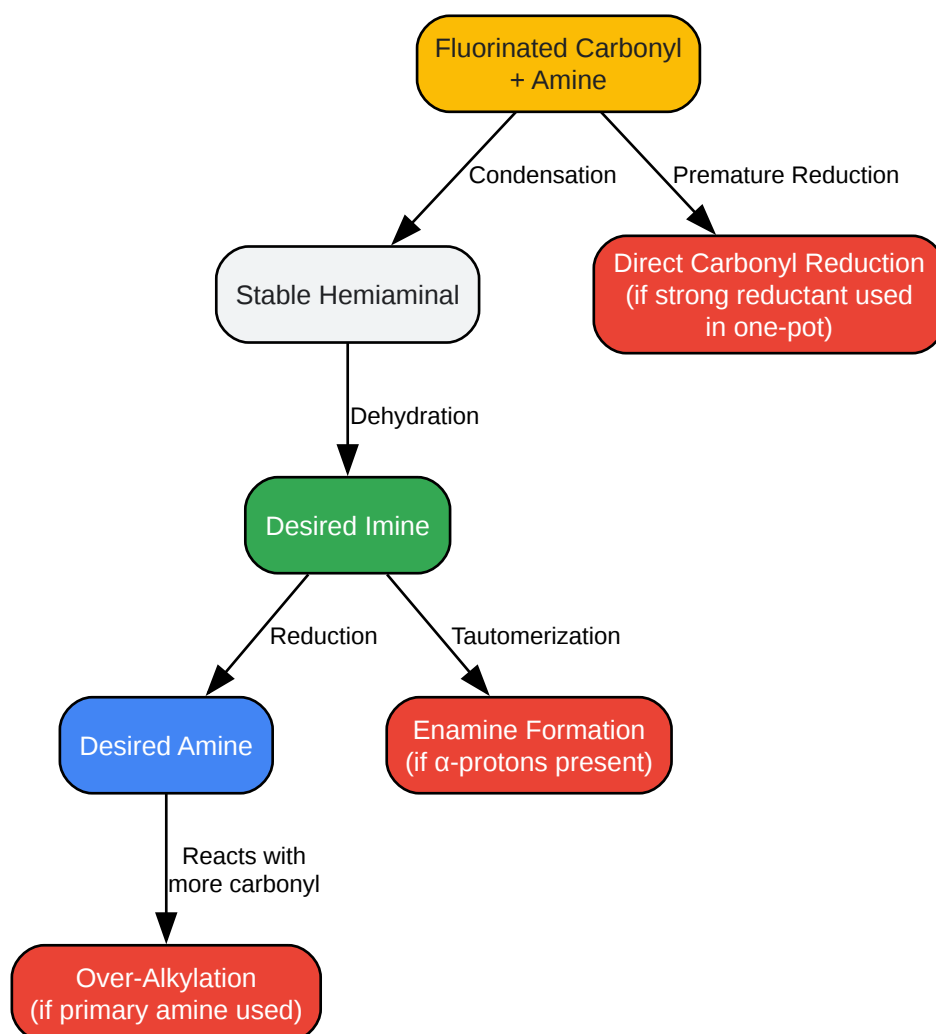 Fluorinated Carbonyl
+ Amine
Condensation
Premature Reduction
Stable Hemiaminal
Direct Carbonyl Reduction
(if strong reductant used
in one-pot)
Dehydration
Desired Imine
Reduction
Tautomerization
Desired Amine
Enamine Formation
(if α-protons present)
Reacts with
more carbonyl
Over-Alkylation
(if primary amine used)